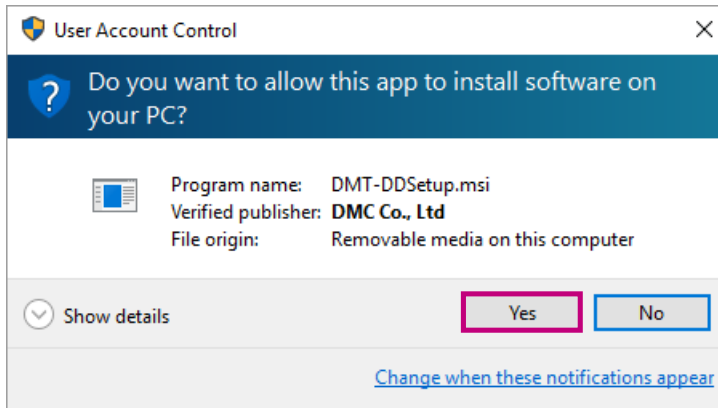 User Account Control
Do you want to allow this app to install software on
your PC?
Program name: DMT-DDSetup.msi
Verified publisher: DMC Co., Ltd
File origin: Removable media on this computer
Show details
Yes
No
Change when these notifications appear